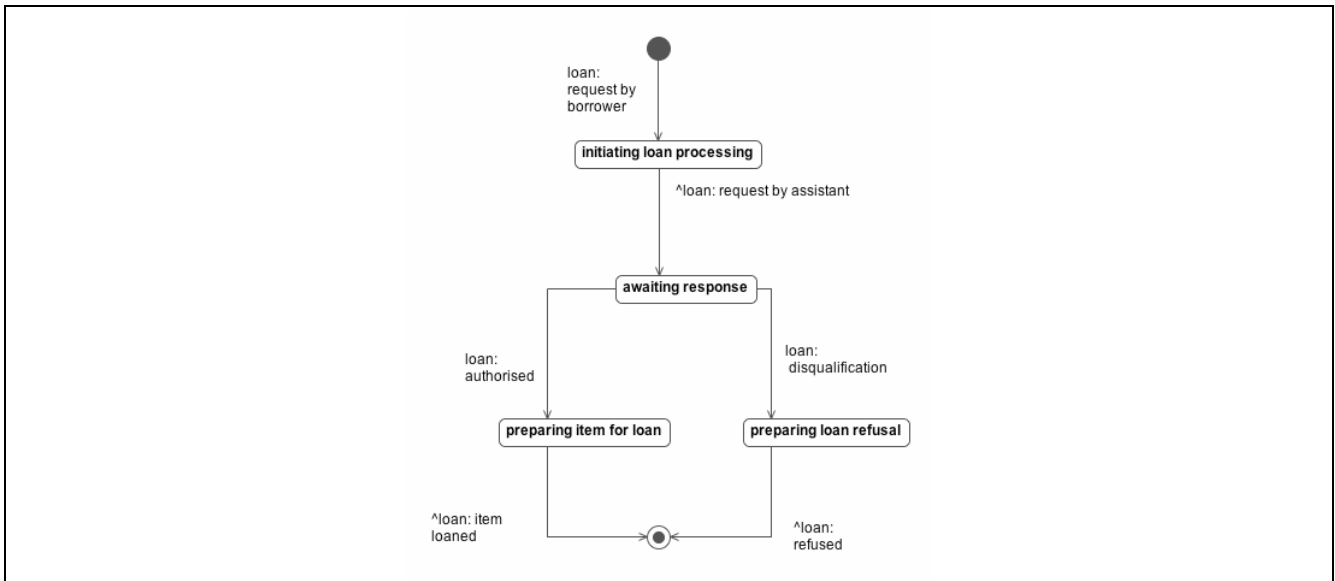 loan:
request by
borrower
initiating loan processing
^loan: request by assistant
awaiting response
loan:
authorised
loan:
disqualification
preparing item for loan
preparing loan refusal
^loan: item
loaned
^loan:
refused